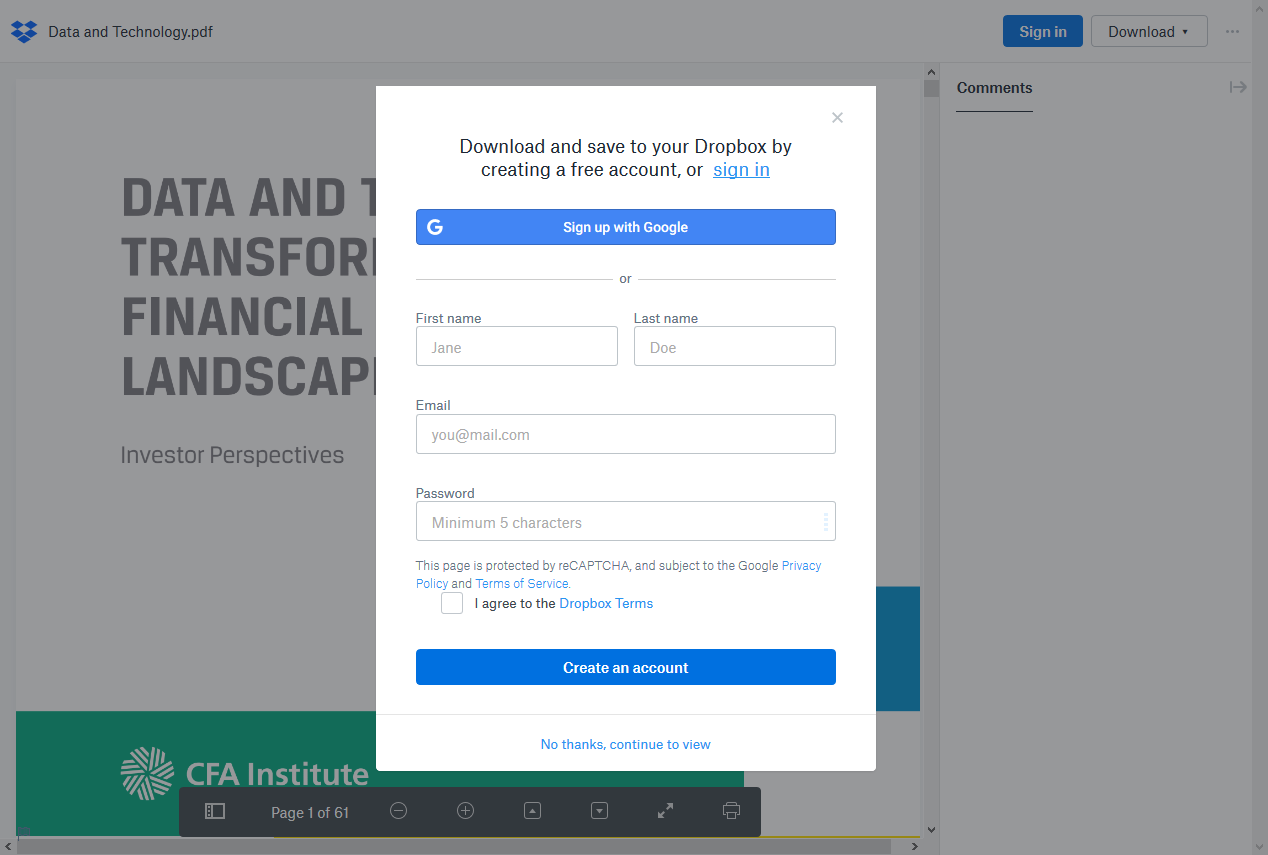 Data and Technology.pdf
Sign in
Download
Comments
DATA AND T
TRANSFOR
FINANCIAL
LANDSCAP
Investor Perspectives
CFA Institute
Download and save to your Dropbox by
creating a free account, or sign in
Sign up with Google
or
First name
Last name
Jane
Doe
Email
you@mail.com
Password
Minimum 5 characters
This page is protected by reCAPTCHA, and subject to the Google Privacy
Policy and Terms of Service.
I agree to the Dropbox Terms
Create an account
No thanks, continue to view
Page 1 of 61